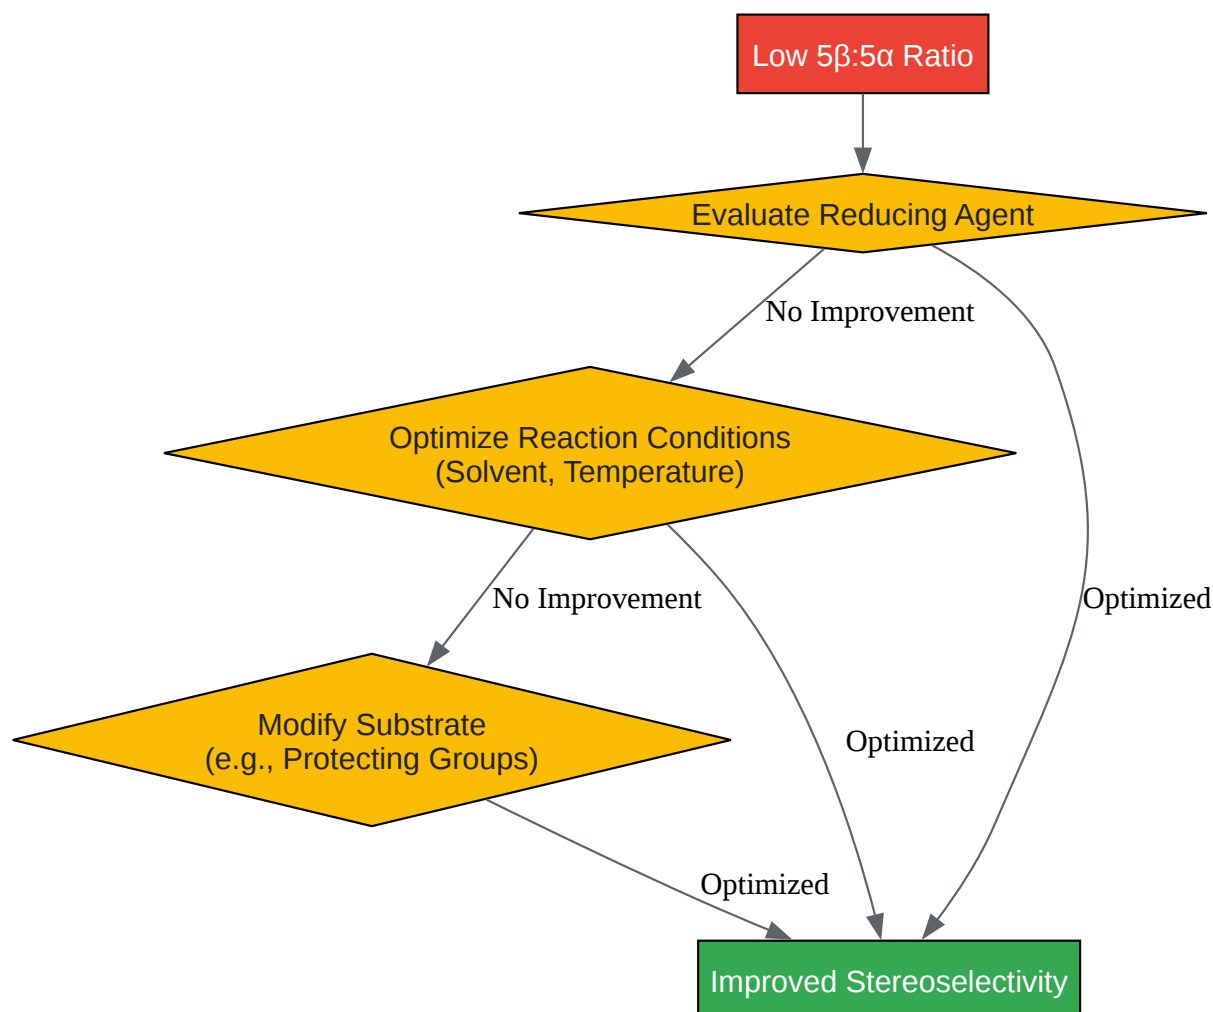 Low 5β:5α Ratio
Evaluate Reducing Agent
No Improvement
Optimize Reaction Conditions
(Solvent, Temperature)
No Improvement
Optimized
Modify Substrate
(e.g., Protecting Groups)
Optimized
Optimized
Improved Stereoselectivity